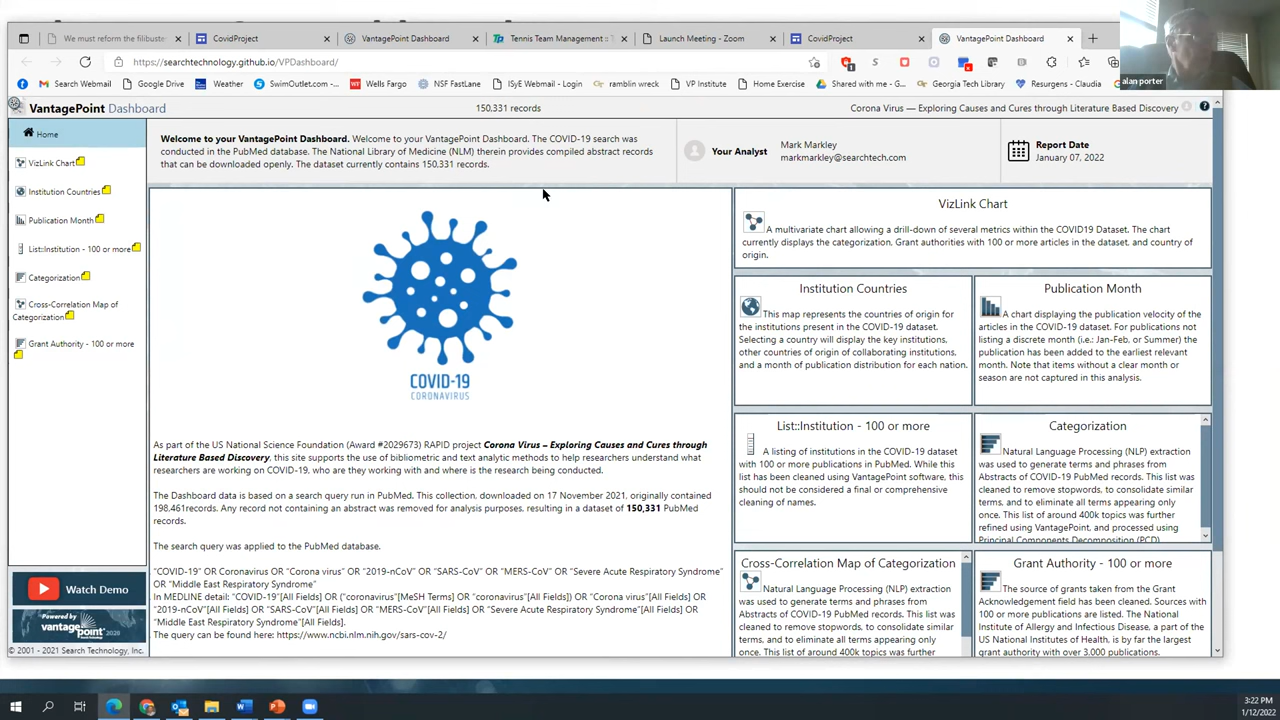 We must reform the filibuste
CovidProject
VantagePoint Dashboard
Tennis Team Management :: T
Launch Meeting - Zoom
CovidProject
VantagePoint Dashboard
https://searchtechnology.github.io/VPDashboard/
Search Webmail
Google Drive
Weather
SwimOutlet.com -...
Wells Fargo
NSF FastLane
ISyE Webmail - Login
ramblin wreck
VP Institute
Home Exercise
Shared with me - G...
Georgia Tech Library
Resurgens - Claudia
alan porter
VantagePoint Dashboard
150,331 records
Corona Virus — Exploring Causes and Cures through Literature Based Discovery
Home
VizLink Chart
Institution Countries
Publication Month
List::Institution - 100 or more
Categorization
Cross-Correlation Map of
Categorization
Grant Authority - 100 or more
Watch Demo
Powered by
vantage point 2020
© 2001 - 2021 Search Technology, Inc.
Welcome to your VantagePoint Dashboard. Welcome to your VantagePoint Dashboard. The COVID-19 search was
conducted in the PubMed database. The National Library of Medicine (NLM) therein provides compiled abstract records
that can be downloaded openly. The dataset currently contains 150,331 records.
Your Analyst
Mark Markley
markmarkley@searchtech.com
Report Date
January 07, 2022
COVID-19
CORONAVIRUS
As part of the US National Science Foundation (Award #2029673) RAPID project Corona Virus – Exploring Causes and Cures through
Literature Based Discovery, this site supports the use of bibliometric and text analytic methods to help researchers understand what
researchers are working on COVID-19, who are they working with and where is the research being conducted.
The Dashboard data is based on a search query run in PubMed. This collection, downloaded on 17 November 2021, originally contained
198.461records. Any record not containing an abstract was removed for analysis purposes, resulting in a dataset of 150,331 PubMed
records.
The search query was applied to the PubMed database.
"COVID-19" OR Coronavirus OR "Corona virus" OR "2019-nCoV" OR "SARS-CoV" OR "MERS-CoV" OR "Severe Acute Respiratory Syndrome"
OR "Middle East Respiratory Syndrome"
In MEDLINE detail: "COVID-19"[All Fields] OR ("coronavirus"[MeSH Terms] OR "coronavirus"[All Fields]) OR "Corona virus"[All Fields] OR
"2019-nCoV"[All Fields] OR "SARS-CoV"[All Fields] OR "MERS-CoV"[All Fields] OR "Severe Acute Respiratory Syndrome"[All Fields] OR
"Middle East Respiratory Syndrome"[All Fields].
The query can be found here: https://www.ncbi.nlm.nih.gov/sars-cov-2/
VizLink Chart
A multivariate chart allowing a drill-down of several metrics within the COVID19 Dataset. The chart
currently displays the categorization, Grant authorities with 100 or more articles in the dataset, and country of
origin.
Institution Countries
This map represents the countries of origin for
the institutions present in the COVID-19 dataset.
Selecting a country will display the key institutions,
other countries of origin of collaborating institutions,
and a month of publication distribution for each nation.
Publication Month
A chart displaying the publication velocity of the
articles in the COVID-19 dataset. For publications not
listing a discrete month (i.e.: Jan-Feb, or Summer) the
publication has been added to the earliest relevant
month. Note that items without a clear month or
season are not captured in this analysis.
List::Institution - 100 or more
A listing of institutions in the COVID-19 dataset
with 100 or more publications in PubMed. While this
list has been cleaned using VantagePoint software, this
should not be considered a final or comprehensive
cleaning of names.
Categorization
Natural Language Processing (NLP) extraction
was used to generate terms and phrases from
Abstracts of COVID-19 PubMed records. This list was
cleaned to remove stopwords, to consolidate similar
terms, and to eliminate all terms appearing only
once. This list of around 400k topics was further
refined using VantagePoint, and processed using
Principal Components Decomposition (PCD)
Cross-Correlation Map of Categorization
Natural Language Processing (NLP) extraction
was used to generate terms and phrases from
Abstracts of COVID-19 PubMed records. This list was
cleaned to remove stopwords, to consolidate similar
terms, and to eliminate all terms appearing only
once. This list of around 400k topics was further
Grant Authority - 100 or more
The source of grants taken from the Grant
Acknowledgement field has been cleaned. Sources with
100 or more publications are listed. The National
Institute of Allergy and Infectious Disease, a part of the
US National Institutes of Health, is by far the largest
grant authority with over 3,000 publications.
3:22 PM
1/12/2022